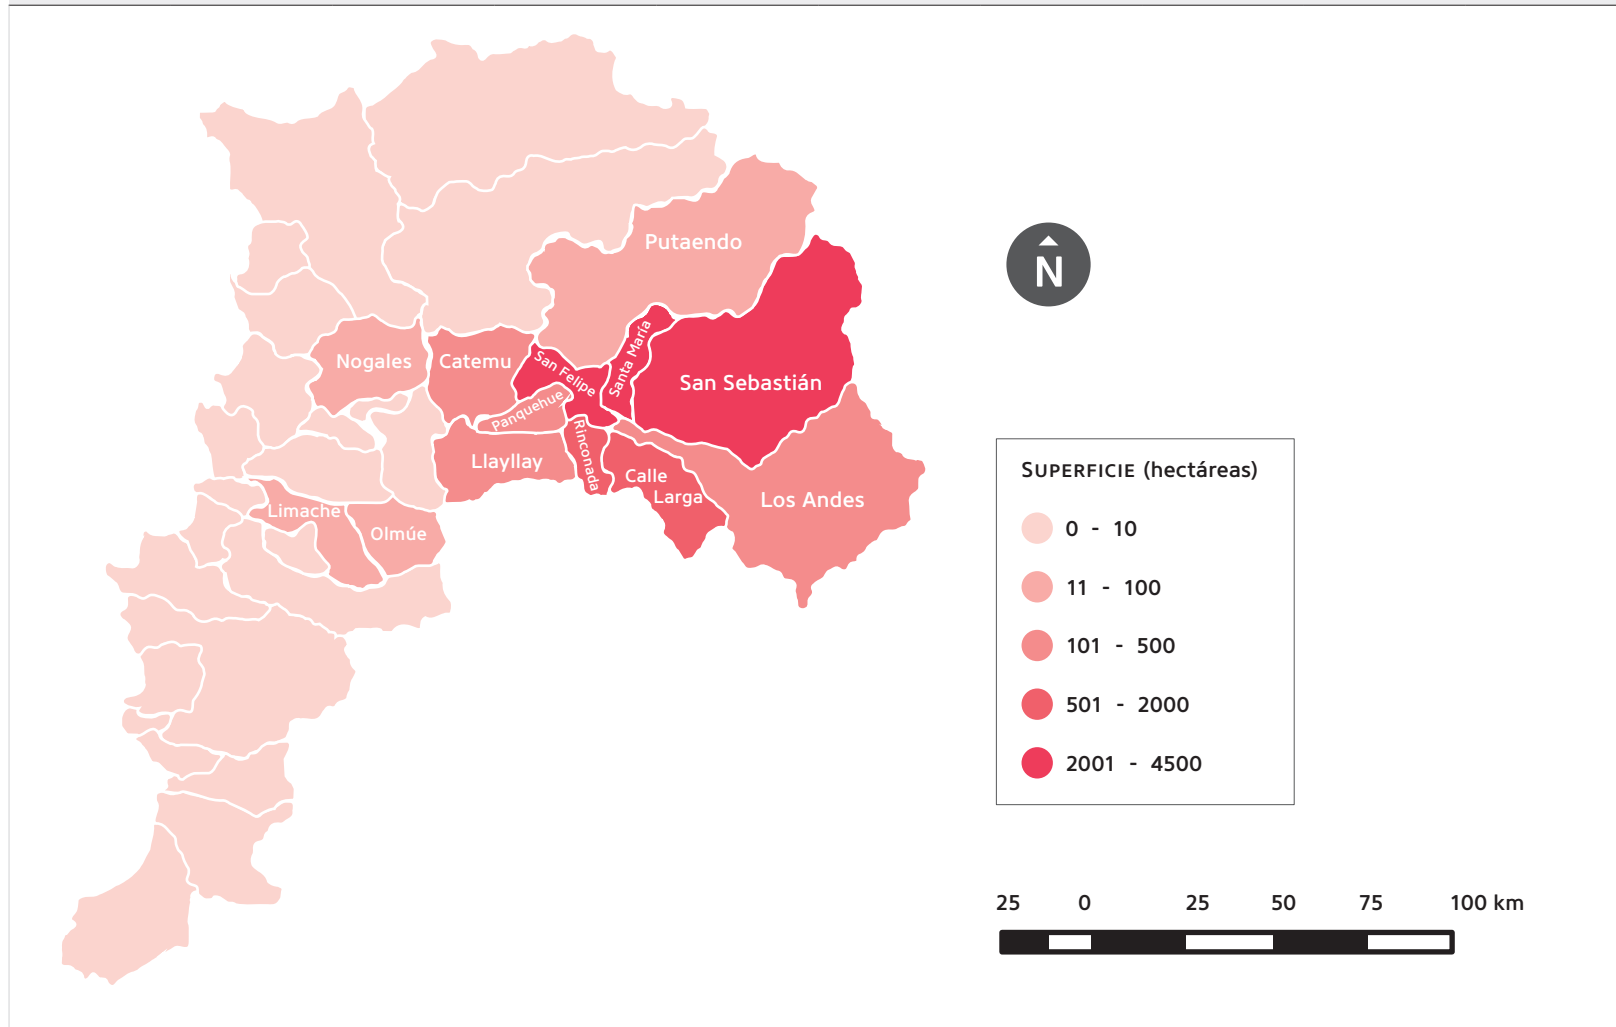 Putaendo
Nogales
Catemu
San Felipe
Santa María
San Sebastián
Panquehue
Rinconada
Llayllay
Calle
Larga
Los Andes
Limache
Olmúe
N
SUPERFICIE (hectáreas)
0 - 10
11 - 100
101 - 500
501 - 2000
2001 - 4500
25 0 25 50 75 100 km